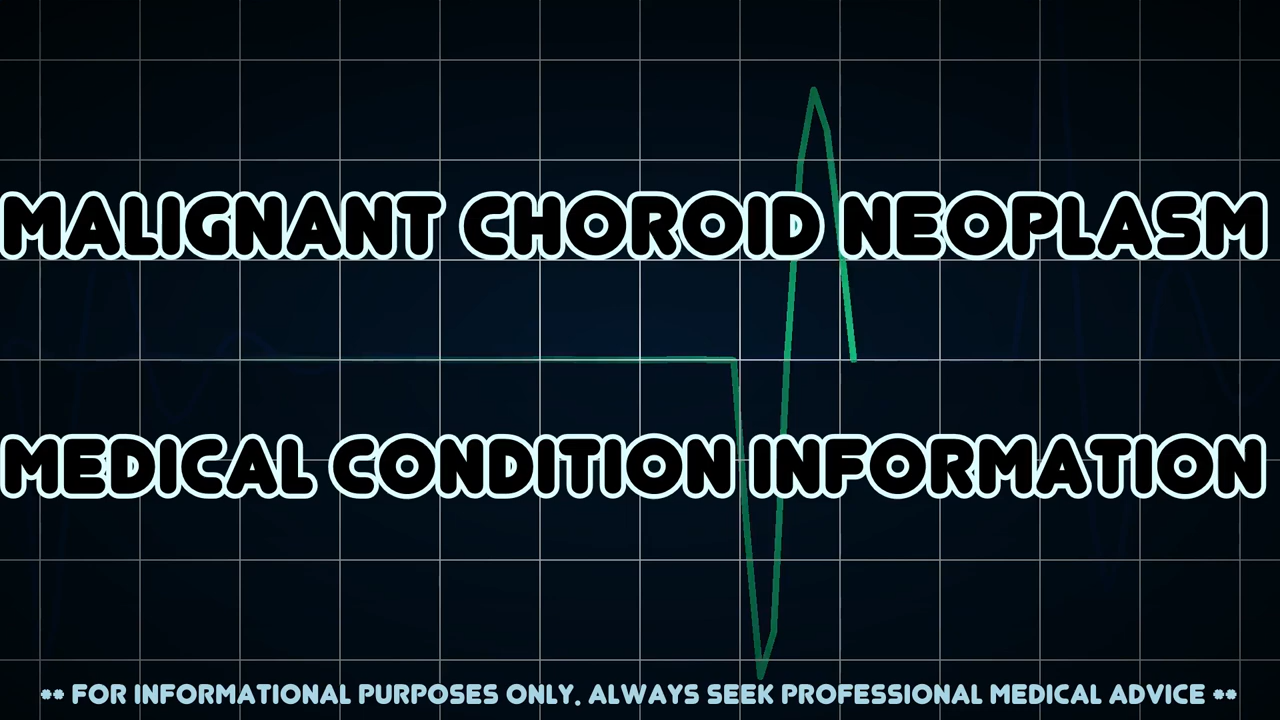 MALIGNANT CHOROID NEOPLASM
MEDICAL CONDITION INFORMATION
** FOR INFORMATIONAL PURPOSES ONLY. ALWAYS SEEK PROFESSIONAL MEDICAL ADVICE **